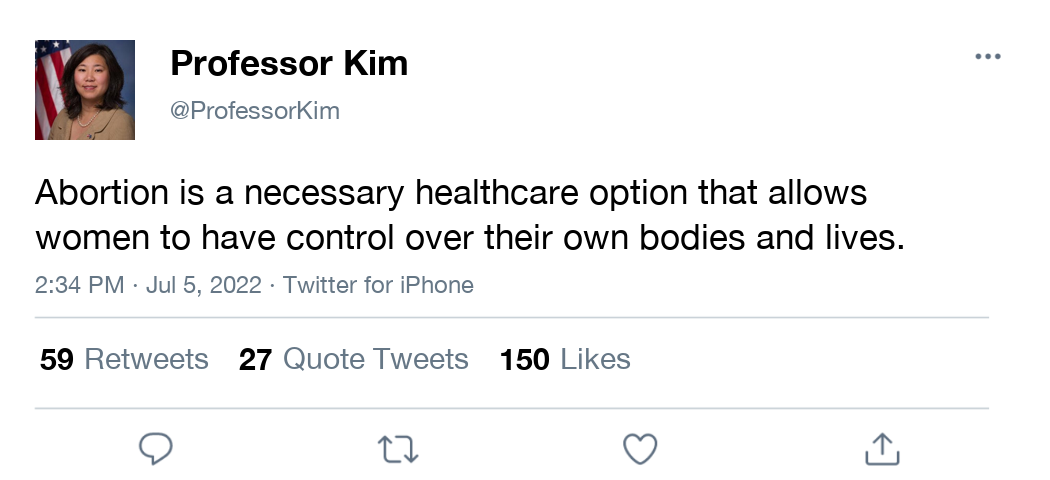 Professor Kim
@ProfessorKim
Abortion is a necessary healthcare option that allows
women to have control over their own bodies and lives.
2:34 PM · Jul 5, 2022 · Twitter for iPhone
59 Retweets 27 Quote Tweets 150 Likes